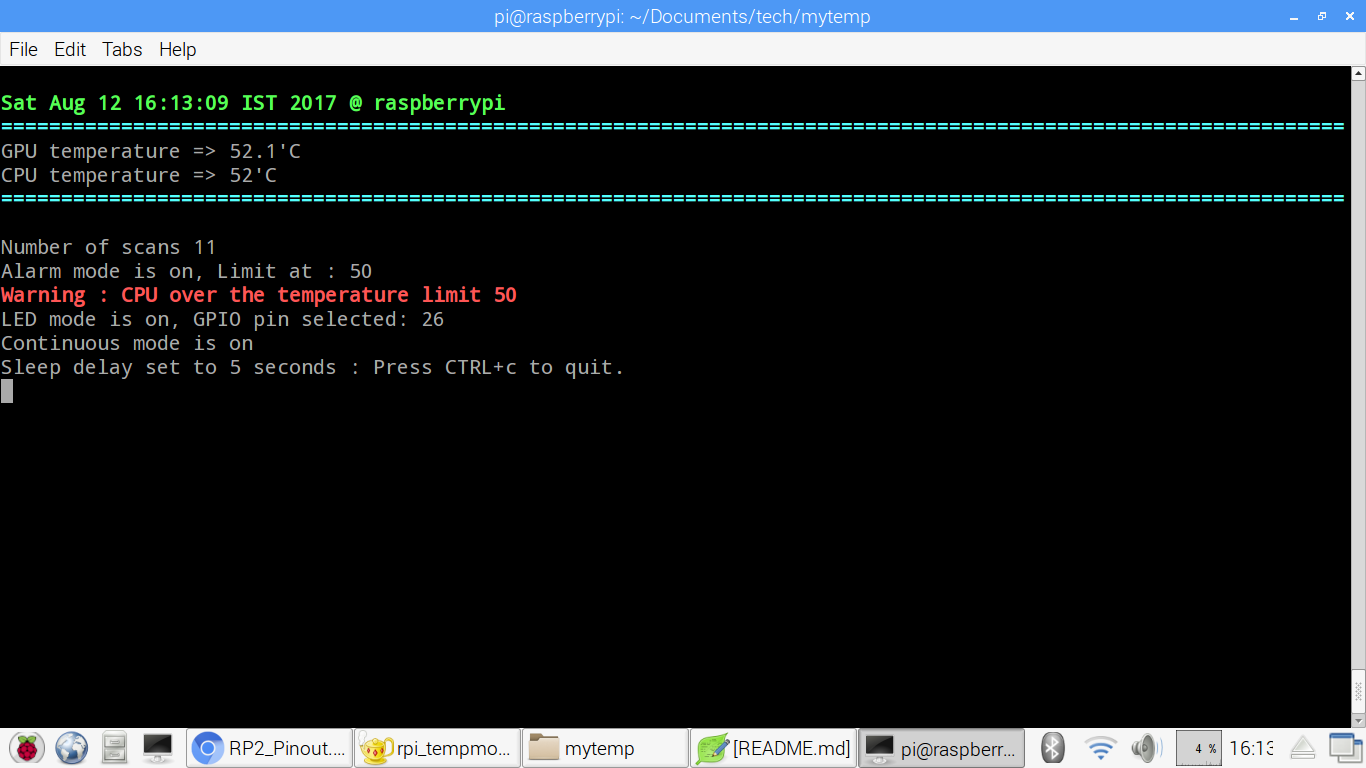 pi@raspberrypi: ~/Documents/tech/mytemp
File Edit Tabs Help
Sat Aug 12 16:13:09 IST 2017 @ raspberrypi
================================================================================================================
GPU temperature => 52.1'C
CPU temperature => 52'C
================================================================================================================
Number of scans 11
Alarm mode is on, Limit at : 50
Warning : CPU over the temperature limit 50
LED mode is on, GPIO pin selected: 26
Continuous mode is on
Sleep delay set to 5 seconds : Press CTRL+c to quit.
RP2_Pinout.... rpi_tempmo... mytemp [README.md] pi@raspberr... 4 % 16:13